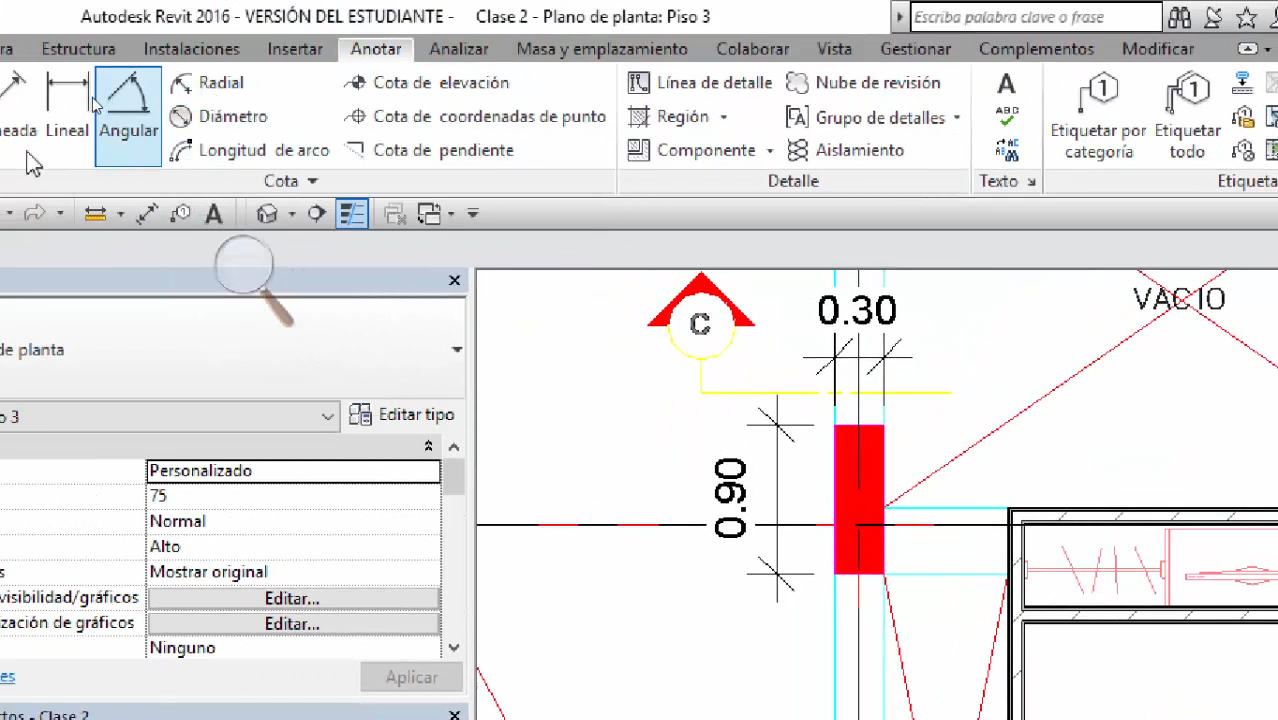 Autodesk Revit 2016 - VERSIÓN DEL ESTUDIANTE - Clase 2 - Plano de planta: Piso 3
Escriba palabra clave o frase
ra Estructura Instalaciones Insertar Anotar Analizar Masa y emplazamiento Colaborar Vista Gestionar Complementos Modificar
Radial Cota de elevación Línea de detalle Nube de revisión A
eada Lineal Angular Diámetro Cota de coordenadas de punto Región Grupo de detalles ABC Etiquetar por categoría Etiquetar todo
Longitud de arco Cota de pendiente Componente Aislamiento
Cota Detalle Texto Etiqueta
A
C
0.30
VACIO
de planta
o 3 Editar tipo
Personalizado
75
Normal
0.90
Alto
s Mostrar original
visibilidad/gráficos Editar...
zación de gráficos Editar...
Ninguno
es Aplicar
tos - Clase 2